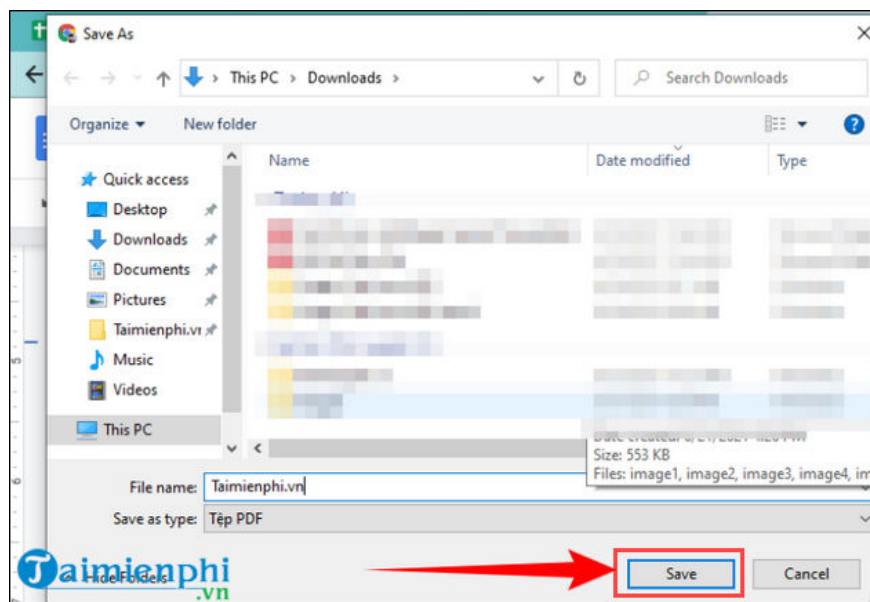 Save As
This PC > Downloads >
Search Downloads
Organize
New folder
?
Name
Date modified
Type
Quick access
Desktop
Downloads
Documents
Pictures
Taimienphi.vn
Music
Videos
This PC
Size: 553 KB
Files: image1, image2, image3, image4, im
File name: Taimienphi.vn
Save as type: Tệp PDF
Hide Folders
Taimienphi
.vn
Save
Cancel